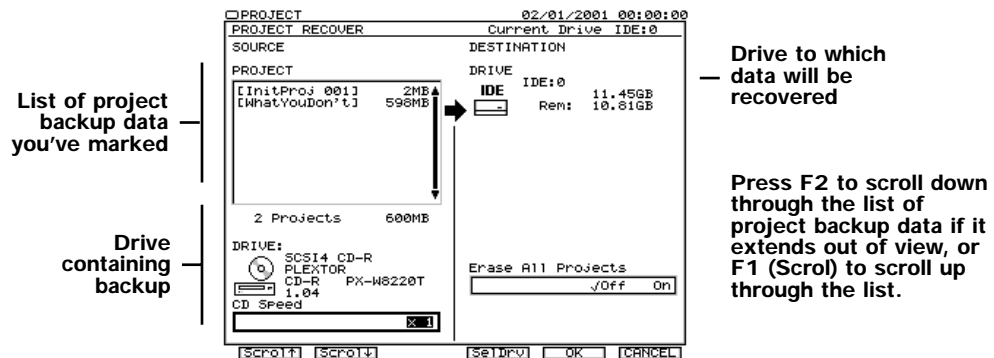 PROJECT 02/01/2001 00:00:00
PROJECT RECOVER Current Drive IDE:0
SOURCE DESTINATION
PROJECT
[InitProj 001] 2MB
[WhatYouDon't] 598MB
2 Projects 600MB
DRIVE:
SCSI4 CD-R
PLEXTOR
CD-R PX-W8220T
1.04
CD Speed
x 1
DRIVE
IDE:0
IDE
11.45GB
Rem: 10.81GB
Erase All Projects
√Off On
[Scrol↑] [Scrol↓] [SelDrv] [ OK ] [CANCEL]
List of project
backup data
you've marked
Drive
containing
backup
Drive to which
data will be
recovered
Press F2 to scroll down
through the list of
project backup data if it
extends out of view, or
F1 (Scrol) to scroll up
through the list.